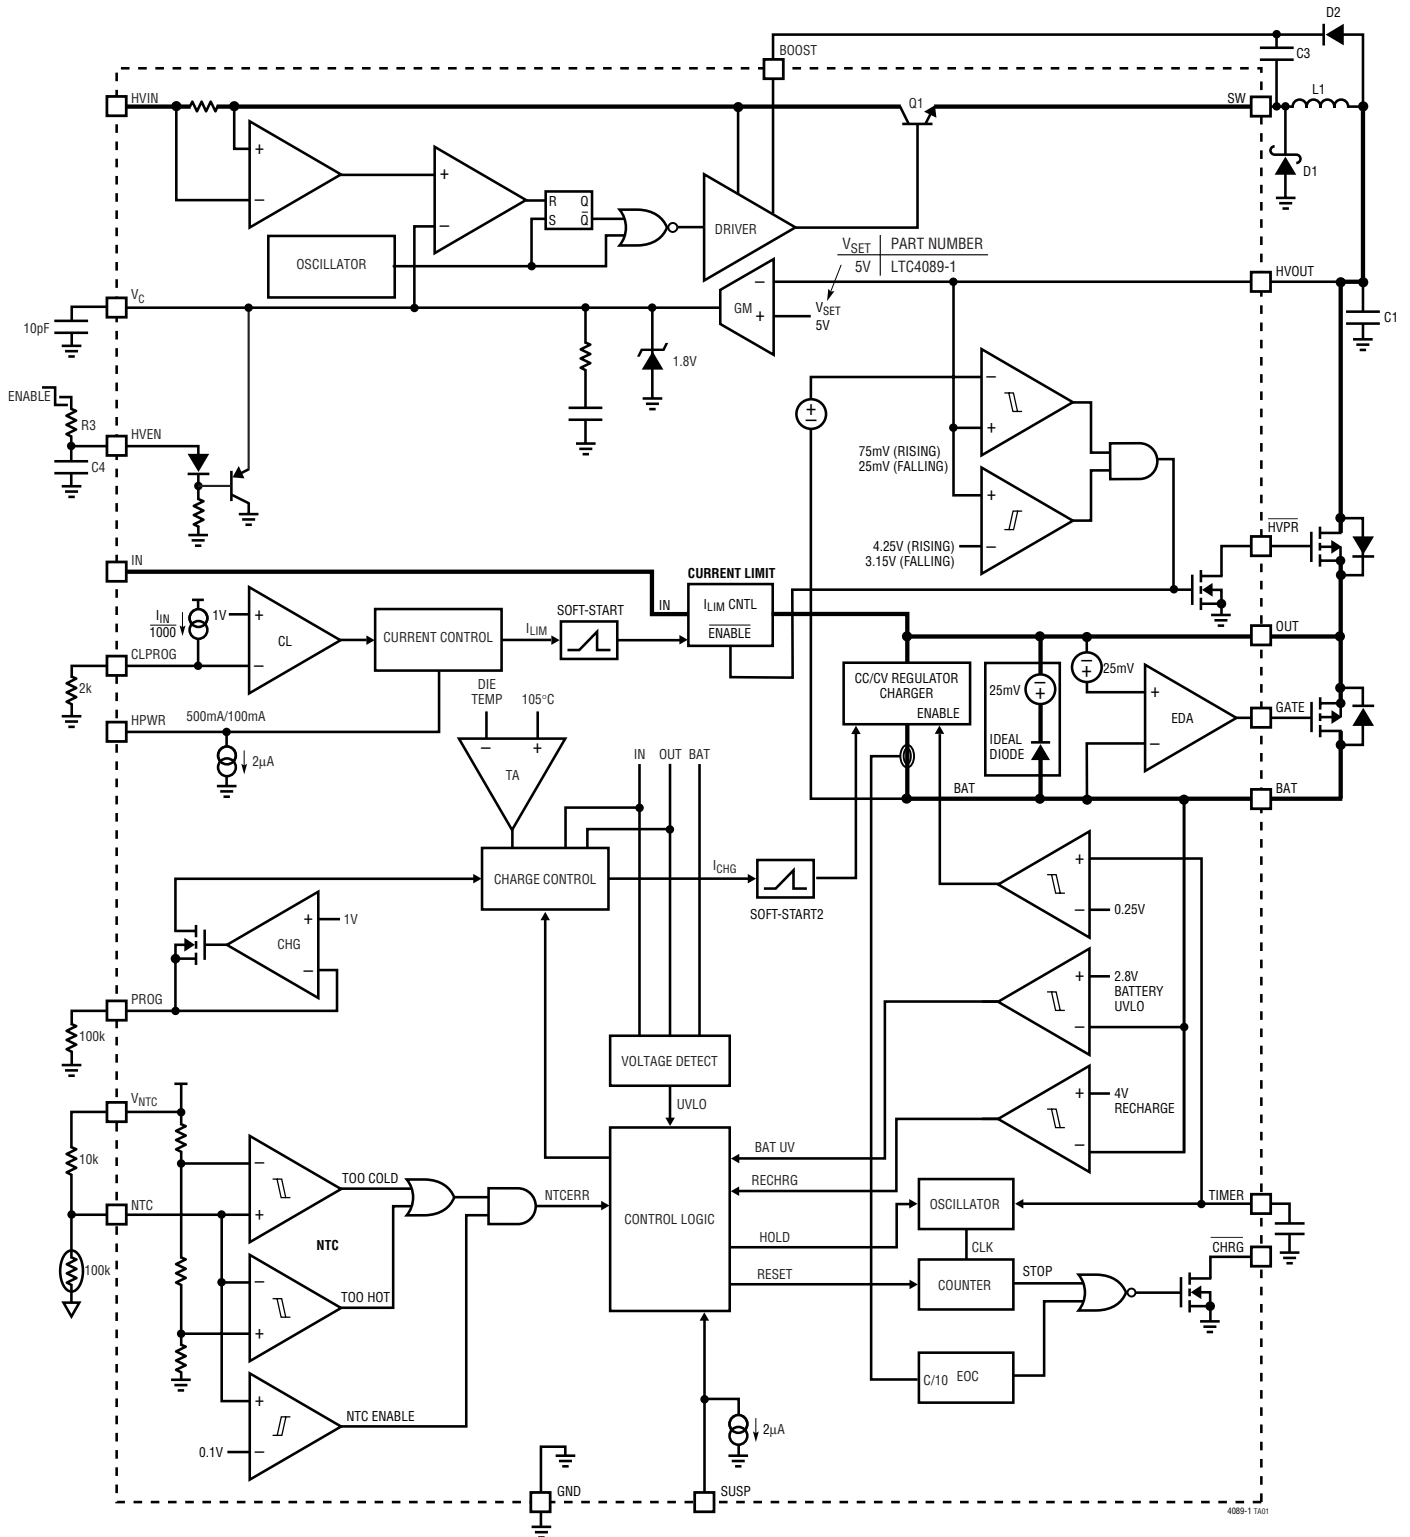 D2
BOOST
C3
HVIN
Q1
SW
L1
D1
+
−
+
−
R Q
S Q̅
DRIVER
OSCILLATOR
VSET PART NUMBER
5V LTC4089-1
HVOUT
VC
GM
−
+
VSET
5V
10pF
C1
1.8V
ENABLE
R3
HVEN
C4
+
−
−
+
75mV (RISING)
25mV (FALLING)
+
−
4.25V (RISING)
3.15V (FALLING)
H̅V̅P̅R̅
IN
CURRENT LIMIT
IN
ILIM CNTL
E̅N̅A̅B̅L̅E̅
SOFT-START
IIN
1000
1V
+
CL
−
CURRENT CONTROL
ILIM
OUT
CLPROG
2k
CC/CV REGULATOR
CHARGER
ENABLE
25mV
−
+
IDEAL
DIODE
−
+
25mV
+
EDA
−
GATE
HPWR
500mA/100mA
2µA
DIE
TEMP
105°C
−
+
TA
IN OUT BAT
BAT
BAT
CHARGE CONTROL
ICHG
SOFT-START2
+
−
0.25V
+
1V
CHG
−
PROG
100k
+
2.8V
BATTERY
UVLO
−
VOLTAGE DETECT
UVLO
+
4V
RECHARGE
−
VNTC
10k
NTC
100k
−
+
TOO COLD
NTC
−
+
TOO HOT
NTCERR
CONTROL LOGIC
BAT UV
RECHRG
HOLD
RESET
OSCILLATOR
CLK
COUNTER
STOP
TIMER
C̅H̅R̅G̅
C/10 EOC
+
−
NTC ENABLE
0.1V
2µA
GND
SUSP
4089-1 TA01